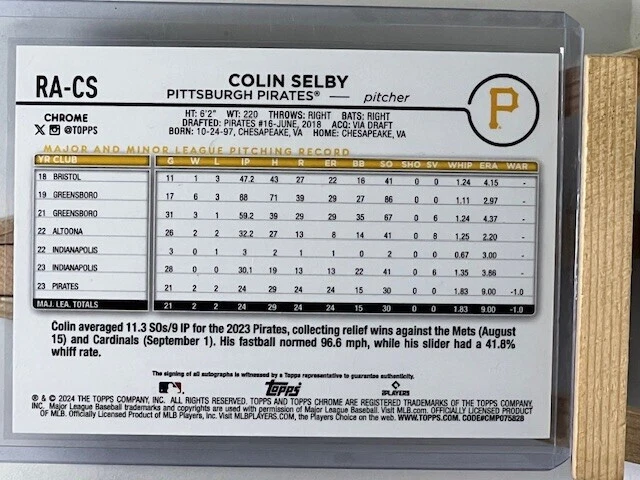 RA-CS
COLIN SELBY
PITTSBURGH PIRATES® — pitcher
P
CHROME
X @TOPPS
HT: 6'2" WT: 220 THROWS: RIGHT BATS: RIGHT
DRAFTED: PIRATES #16-JUNE, 2018 ACQ: VIA DRAFT
BORN: 10-24-97, CHESAPEAKE, VA HOME: CHESAPEAKE, VA
MAJOR AND MINOR LEAGUE PITCHING RECORD
YR CLUB G W L IP H R ER BB SO SHO SV WHIP ERA WAR
18 BRISTOL 11 1 3 47.2 43 27 22 16 41 0 0 1.24 4.15 -
19 GREENSBORO 17 6 3 68 71 39 29 27 86 0 0 1.11 2.97 -
21 GREENSBORO 31 3 1 59.2 39 29 29 35 67 0 6 1.24 4.37 -
22 ALTOONA 26 2 2 32.2 27 13 8 14 41 0 8 1.25 2.20 -
22 INDIANAPOLIS 3 0 1 3 2 1 1 0 2 0 0 0.67 3.00 -
23 INDIANAPOLIS 28 0 0 30.1 19 13 13 22 41 0 6 1.35 3.86 -
23 PIRATES 21 2 2 24 29 24 24 15 30 0 0 1.83 9.00 -1.0
MAJ. LEA. TOTALS 21 2 2 24 29 24 24 15 30 0 0 1.83 9.00 -1.0
Colin averaged 11.3 SOs/9 IP for the 2023 Pirates, collecting relief wins against the Mets (August
15) and Cardinals (September 1). His fastball normed 96.6 mph, while his slider had a 41.8%
whiff rate.
The signing of all autographs is witnessed by a Topps representative to guarantee authenticity.
topps
PLAYERS
® & © 2024 THE TOPPS COMPANY, INC. ALL RIGHTS RESERVED. TOPPS AND TOPPS CHROME ARE REGISTERED TRADEMARKS OF THE TOPPS COMPANY,
INC. Major League Baseball trademarks and copyrights are used with permission of Major League Baseball. Visit MLB.com. OFFICIALLY LICENSED PRODUCT
OF MLB. Officially Licensed Product of MLB Players, Inc. Visit MLBPLAYERS.COM, the Players Choice on the web. WWW.TOPPS.COM. CODE#CMP075828